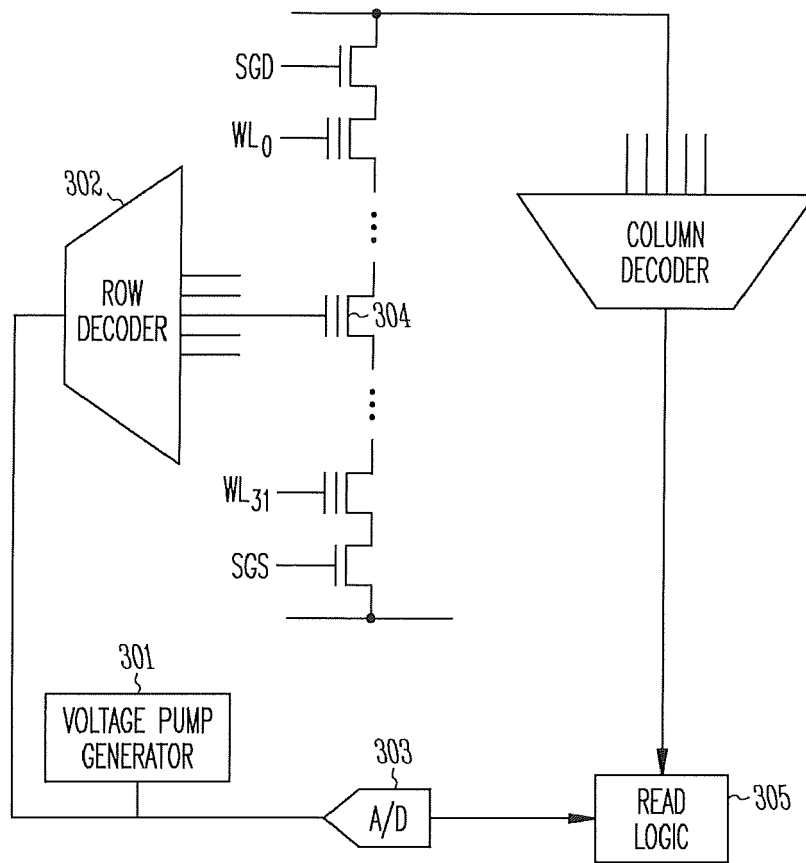 SGD
WL0
302
ROW
DECODER
304
COLUMN
DECODER
WL31
SGS
301
VOLTAGE PUMP
GENERATOR
303
A/D
READ
LOGIC
305